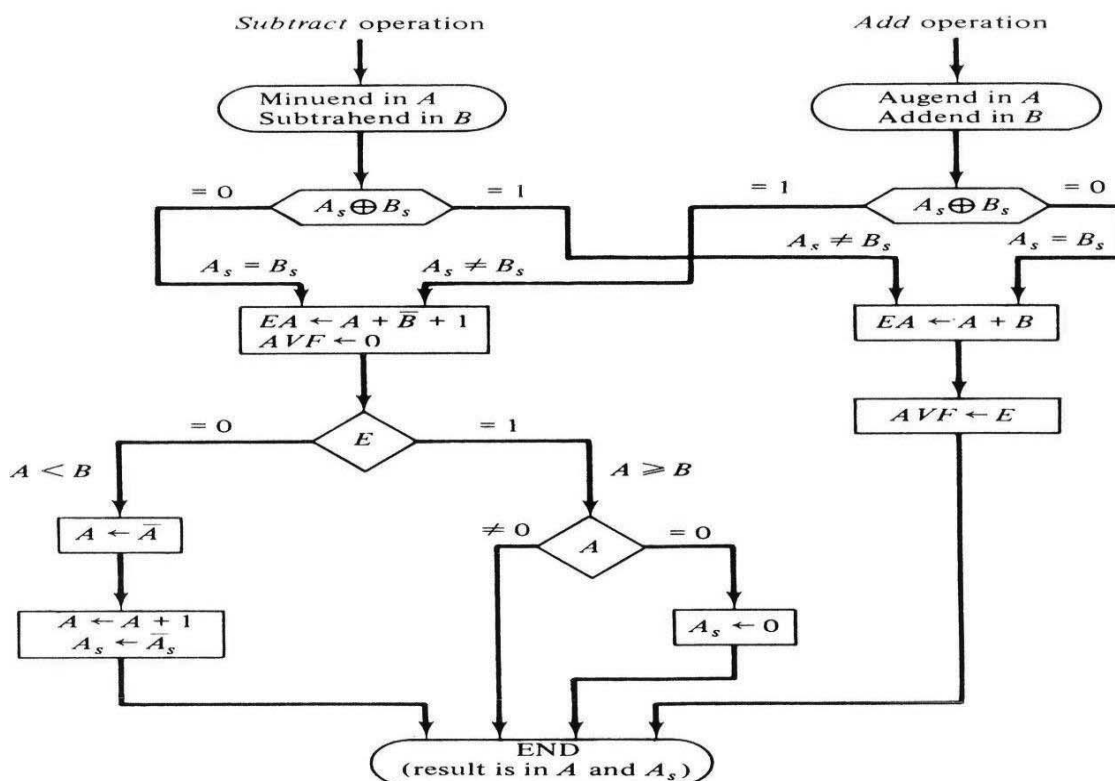 Subtract operation
Add operation
Minuend in A
Subtrahend in B
Augend in A
Addend in B
= 0
A_s ⊕ B_s
= 1
= 1
A_s ⊕ B_s
= 0
A_s = B_s
A_s ≠ B_s
A_s ≠ B_s
A_s = B_s
EA ← A + B̅ + 1
AVF ← 0
EA ← A + B
AVF ← E
= 0
E
= 1
A < B
A ⩾ B
A ← A̅
≠ 0
A
= 0
A ← A + 1
A_s ← A̅_s
A_s ← 0
END
(result is in A and A_s)